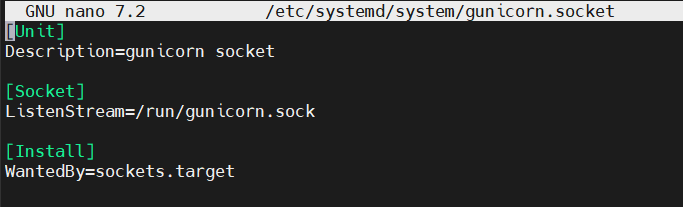 GNU nano 7.2 /etc/systemd/system/gunicorn.socket
[Unit]
Description=gunicorn socket
[Socket]
ListenStream=/run/gunicorn.sock
[Install]
WantedBy=sockets.target